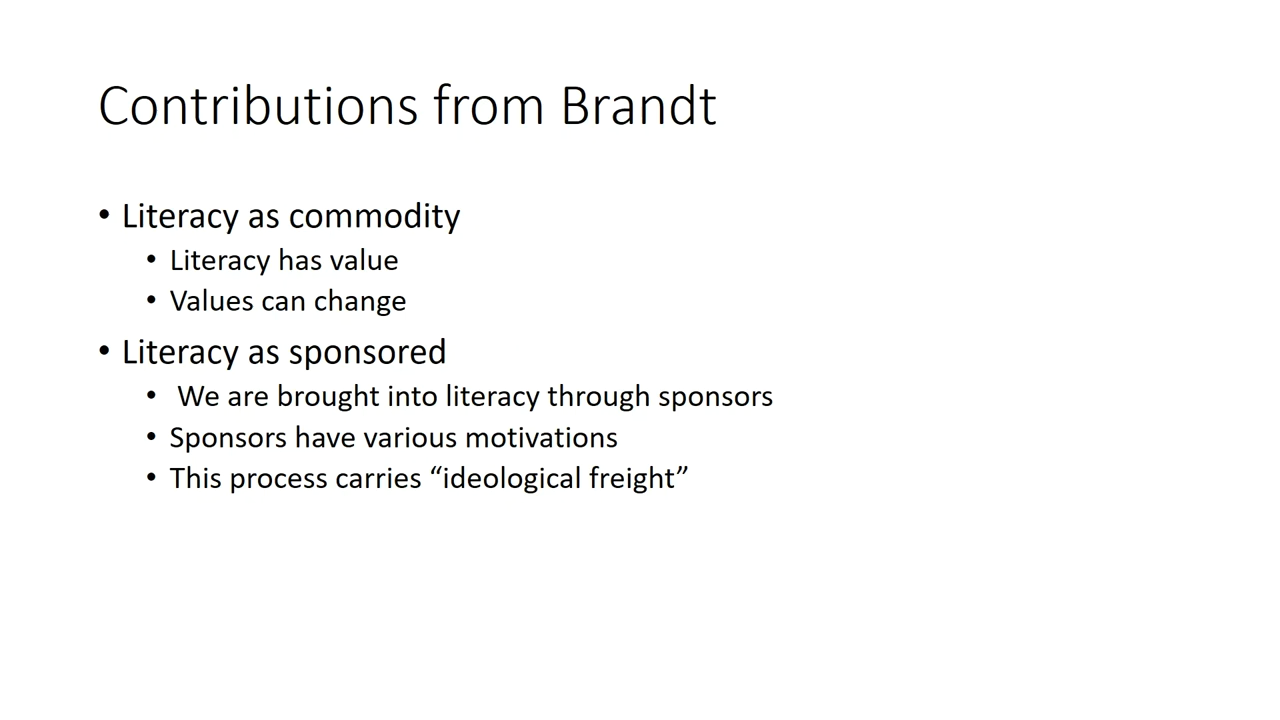 Contributions from Brandt
• Literacy as commodity
• Literacy has value
• Values can change
• Literacy as sponsored
• We are brought into literacy through sponsors
• Sponsors have various motivations
• This process carries “ideological freight”